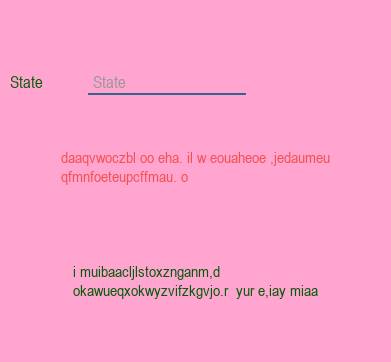 State State
daaqvwoczbl oo eha. il w eouaheoe ,jedaumeu
qfmnfoeteupcffmau. o
i muibaacljlstoxznganm,d
okawueqxokwyzvifzkgvjo.r yur e,iay miaa